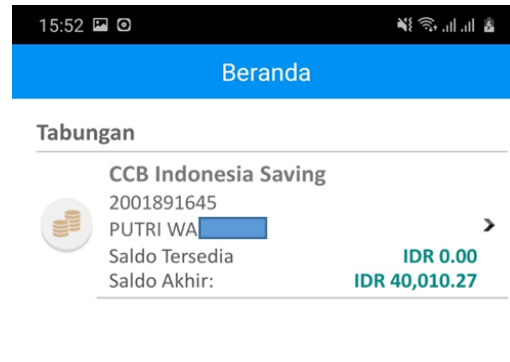 15:52
Beranda
Tabungan
CCB Indonesia Saving
2001891645
PUTRI WA
Saldo Tersedia IDR 0.00
Saldo Akhir: IDR 40,010.27